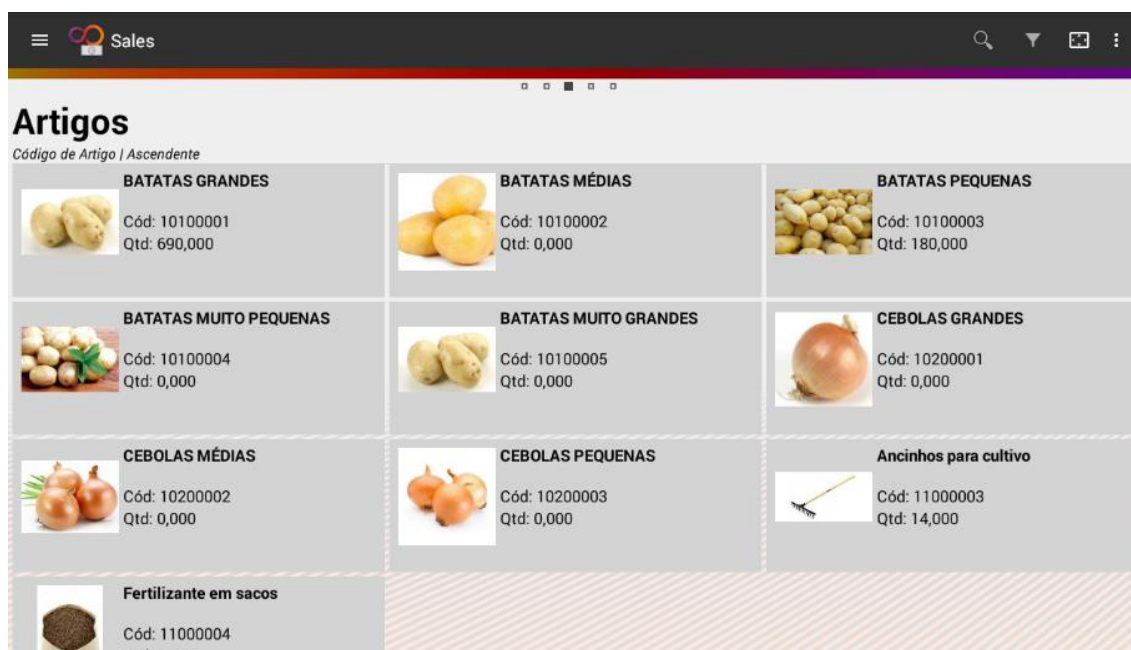 Sales
Artigos
Código de Artigo | Ascendente
BATATAS GRANDES
Cód: 10100001
Qtd: 690,000
BATATAS MÉDIAS
Cód: 10100002
Qtd: 0,000
BATATAS PEQUENAS
Cód: 10100003
Qtd: 180,000
BATATAS MUITO PEQUENAS
Cód: 10100004
Qtd: 0,000
BATATAS MUITO GRANDES
Cód: 10100005
Qtd: 0,000
CEBOLAS GRANDES
Cód: 10200001
Qtd: 0,000
CEBOLAS MÉDIAS
Cód: 10200002
Qtd: 0,000
CEBOLAS PEQUENAS
Cód: 10200003
Qtd: 0,000
Ancinhos para cultivo
Cód: 11000003
Qtd: 14,000
Fertilizante em sacos
Cód: 11000004